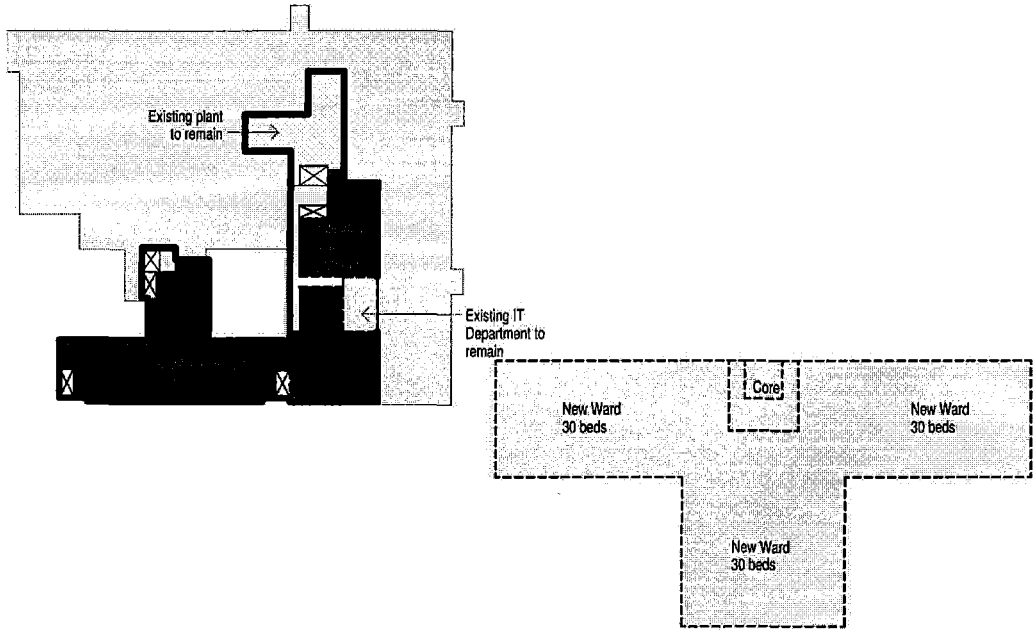 Existing plant
to remain
Existing IT
Department to
remain
Core
New Ward
30 beds
New Ward
30 beds
New Ward
30 beds